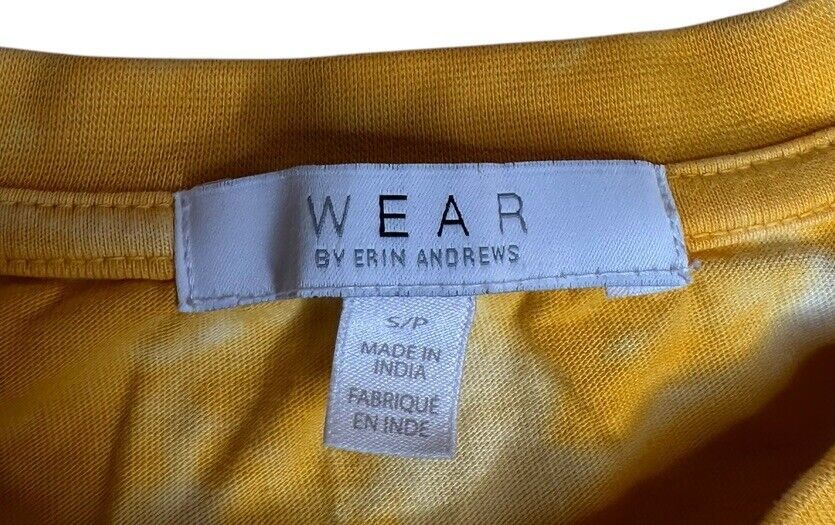 WEAR
BY ERIN ANDREWS
S/P
MADE IN
INDIA
FABRIQUÉ
EN INDE